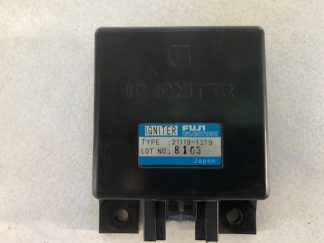 IC IGNITER
IGNITER FUJI
TYPE ;21119-1219
LOT NO; 8103
Japan